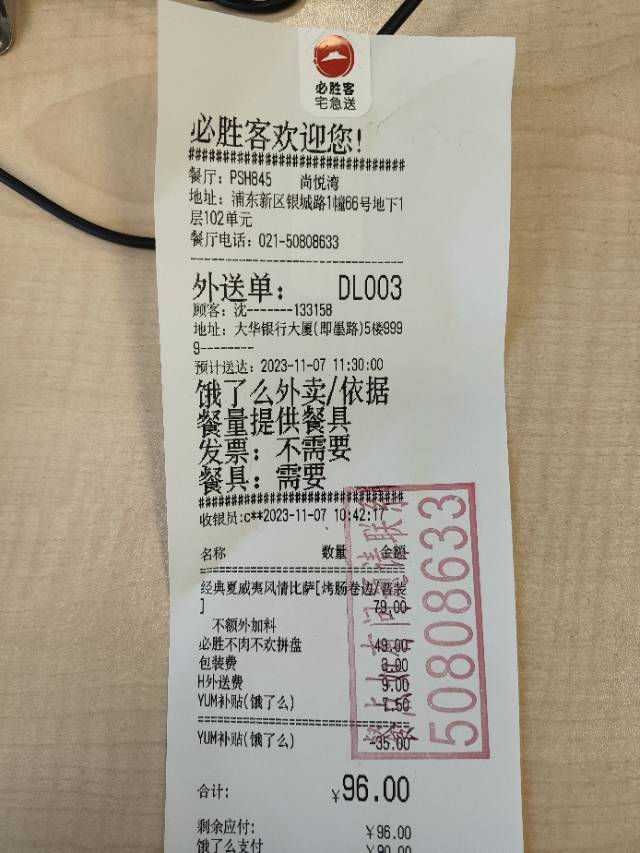 必胜客
宅急送
必胜客欢迎您!
##############################
餐厅: PSH845 尚悦湾
地址: 浦东新区银城路1幢66号地下1
层102单元
餐厅电话: 021-50808633
外送单: DL003
顾客: 沈-------133158
地址: 大华银行大厦(即墨路)5楼999
9--------
预计送达: 2023-11-07 11:30:00
饿了么外卖/依据
餐量提供餐具
发票: 不需要
餐具: 需要
##############################
收银员:c**2023-11-07 10:42:17
名称 数量 金额
经典夏威夷风情比萨[烤肠卷边/普装
] 79.00
不额外加料
必胜不肉不欢拼盘 49.00
包装费 3.00
H外送费 9.00
YUM补贴(饿了么)
YUM补贴(饿了么) -35.00
合计: ¥96.00
剩余应付: ¥96.00
饿了么支付 ¥90.00
50808633